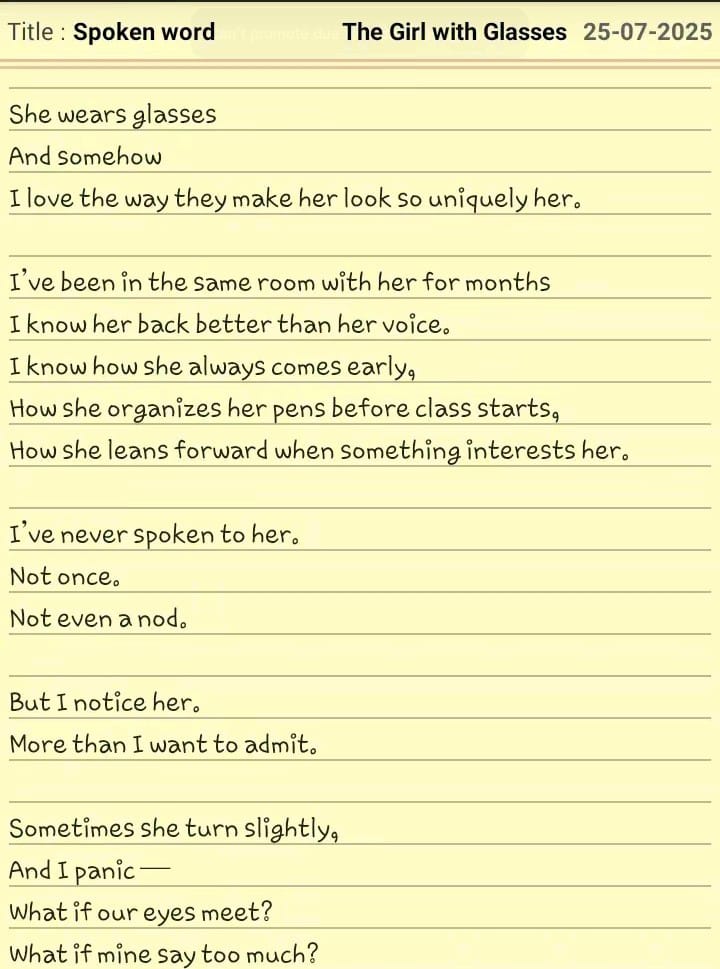 Title : Spoken word The Girl with Glasses 25-07-2025
She wears glasses
And somehow
I love the way they make her look so uniquely her.
I've been in the same room with her for months
I know her back better than her voice.
I know how she always comes early,
How she organizes her pens before class starts,
How she leans forward when something interests her.
I've never spoken to her.
Not once.
Not even a nod.
But I notice her.
More than I want to admit.
Sometimes she turn slightly,
And I panic —
What if our eyes meet?
What if mine say too much?